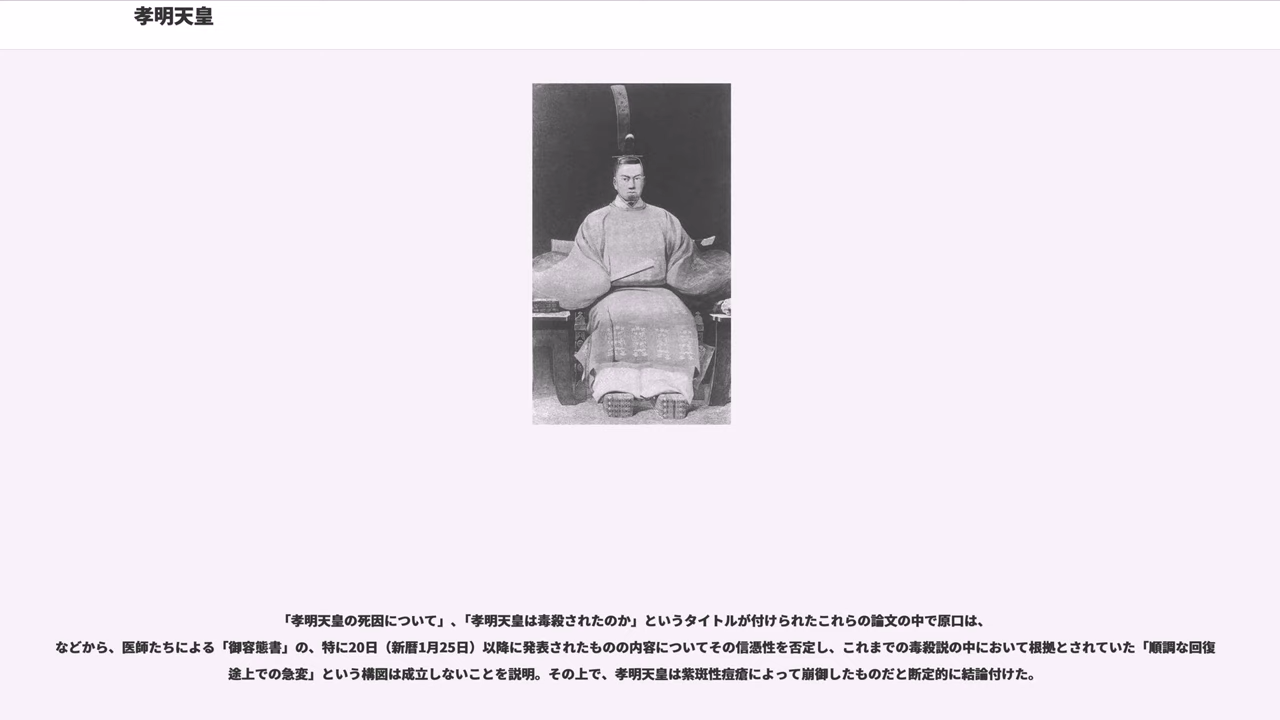 孝明天皇
「孝明天皇の死因について」、「孝明天皇は毒殺されたのか」というタイトルが付けられたこれらの論文の中で原口は、
などから、医師たちによる「御容態書」の、特に20日（新暦1月25日）以降に発表されたものの内容についてその信憑性を否定し、これまでの毒殺説の中において根拠とされていた「順調な回復
途上での急変」という構図は成立しないことを説明。その上で、孝明天皇は紫斑性痘瘡によって崩御したものだと断定的に結論付けた。